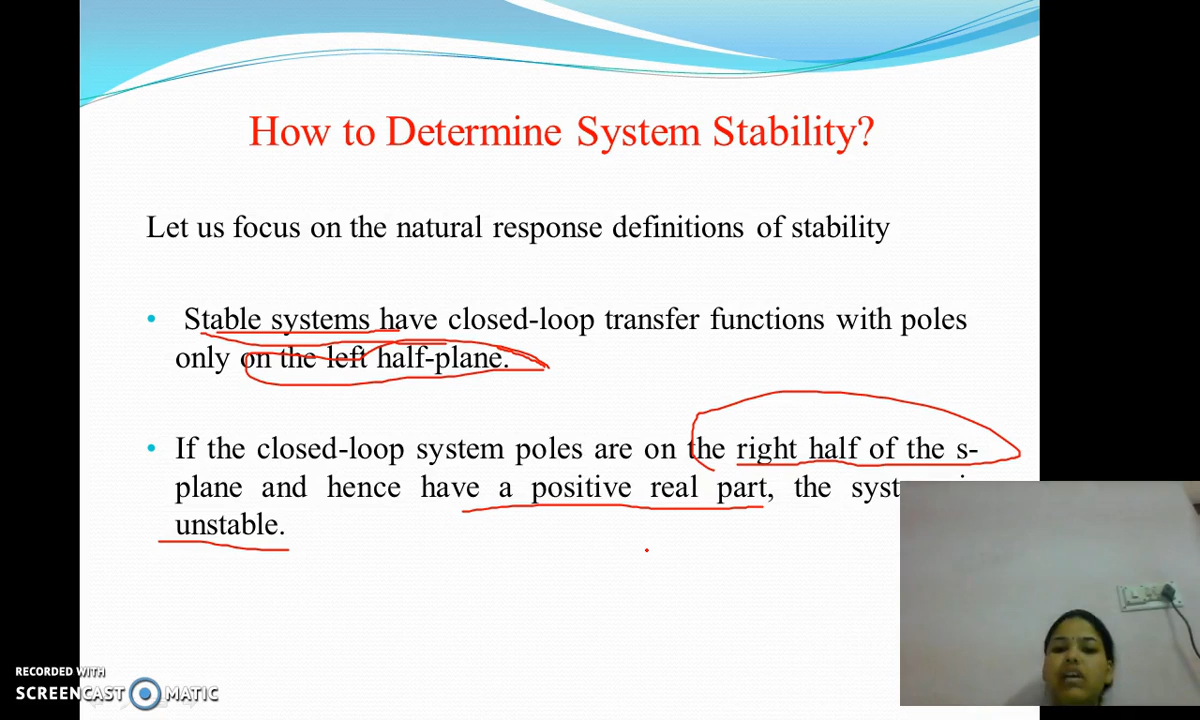 How to Determine System Stability?
Let us focus on the natural response definitions of stability
• Stable systems have closed-loop transfer functions with poles
only on the left half-plane.
• If the closed-loop system poles are on the right half of the s-
plane and hence have a positive real part, the
unstable.
RECORDED WITH
SCREENCAST MATIC